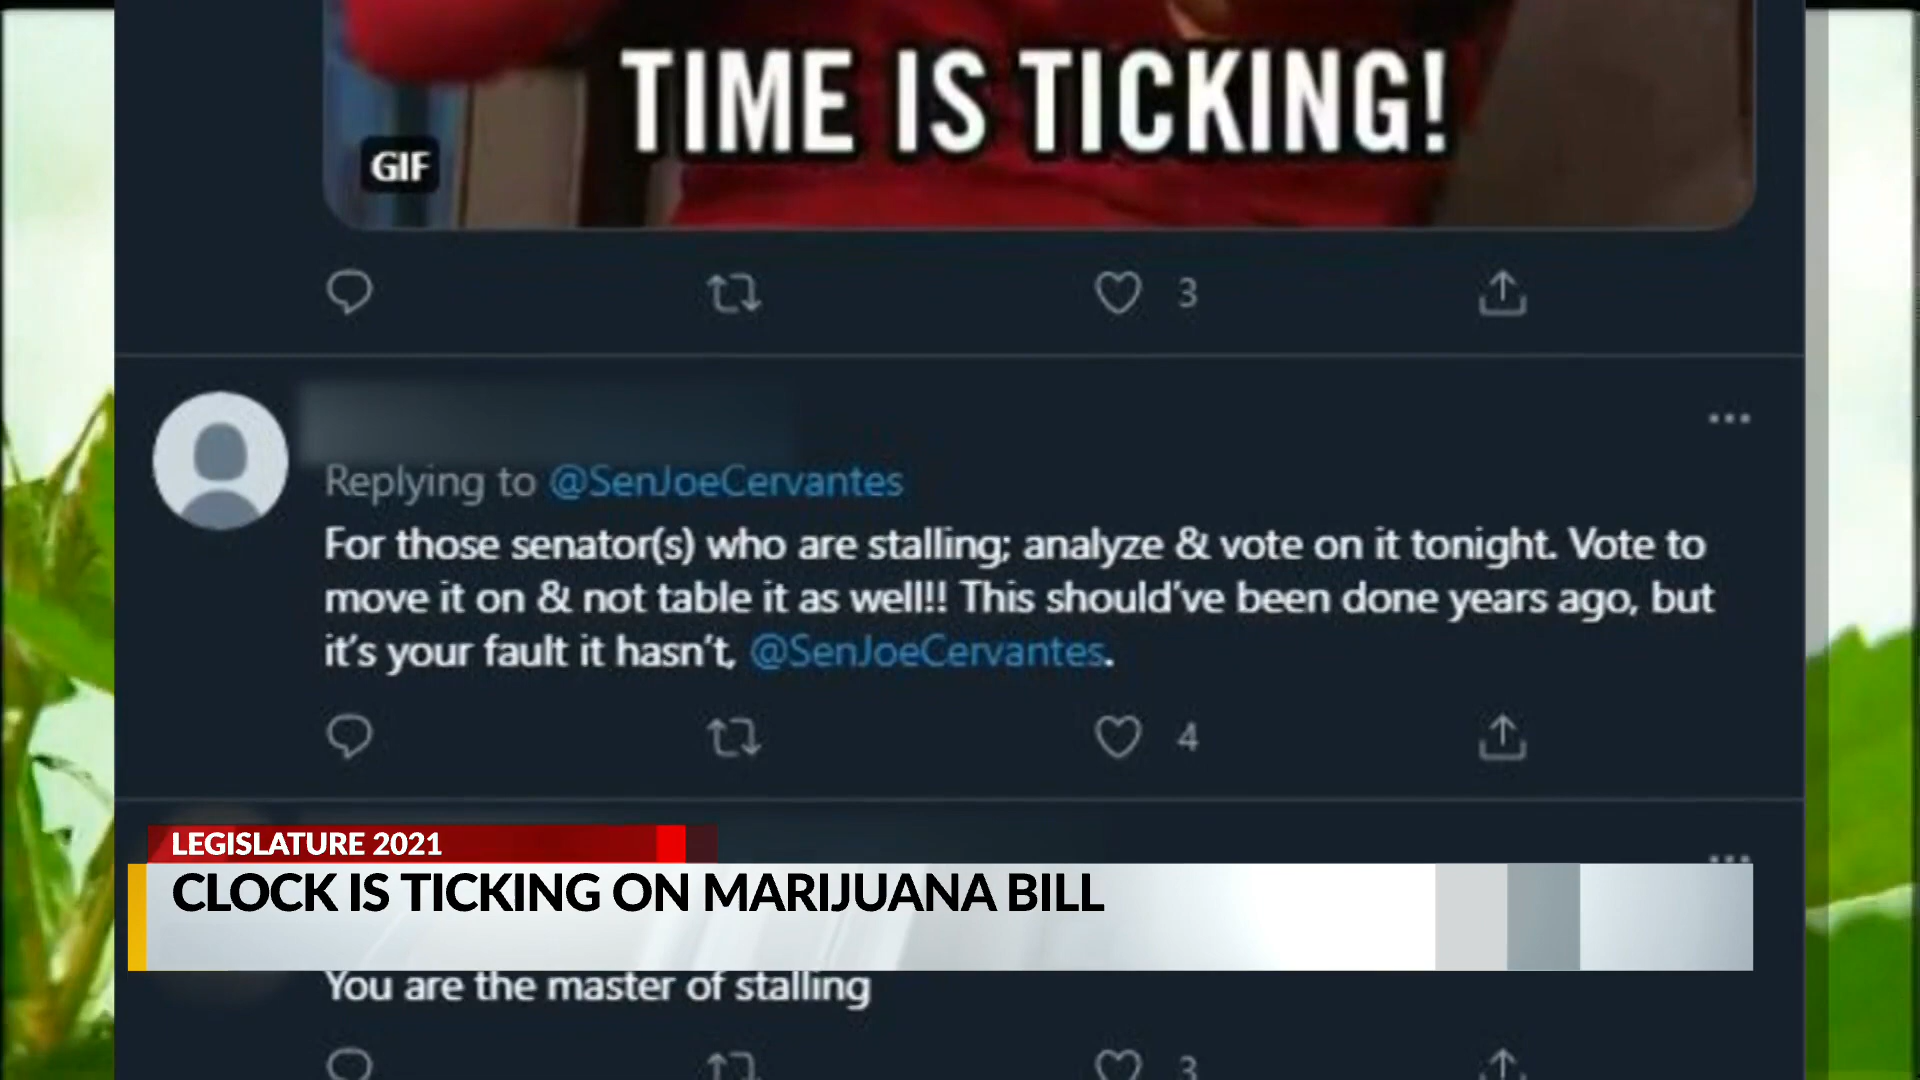 TIME IS TICKING!
GIF
3
Replying to @SenJoeCervantes
For those senator(s) who are stalling; analyze & vote on it tonight. Vote to
move it on & not table it as well!! This should've been done years ago, but
it's your fault it hasn't, @SenJoeCervantes.
4
LEGISLATURE 2021
CLOCK IS TICKING ON MARIJUANA BILL
You are the master of stalling
3